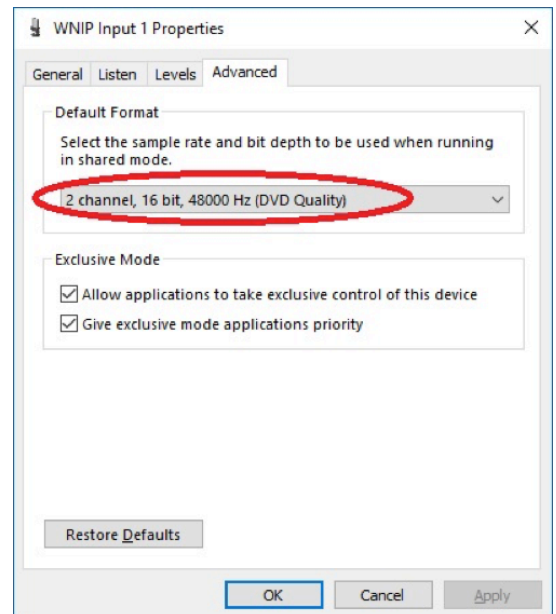 WNIP Input 1 Properties
General Listen Levels Advanced
Default Format
Select the sample rate and bit depth to be used when running
in shared mode.
2 channel, 16 bit, 48000 Hz (DVD Quality)
Exclusive Mode
Allow applications to take exclusive control of this device
Give exclusive mode applications priority
Restore Defaults
OK Cancel Apply